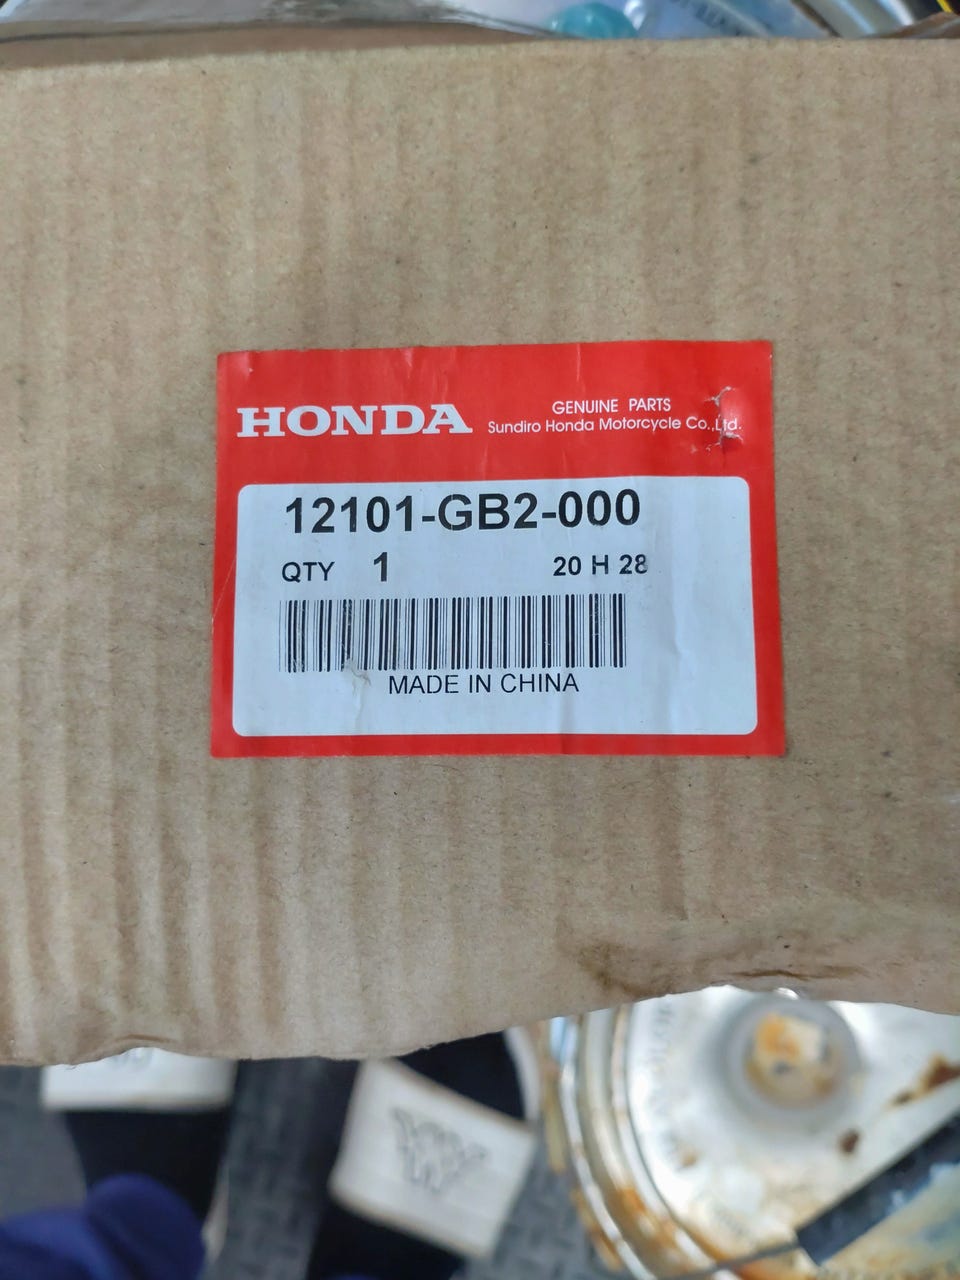 HONDA
GENUINE PARTS
Sundiro Honda Motorcycle Co.,Ltd.
12101-GB2-000
QTY 1
20 H 28
MADE IN CHINA